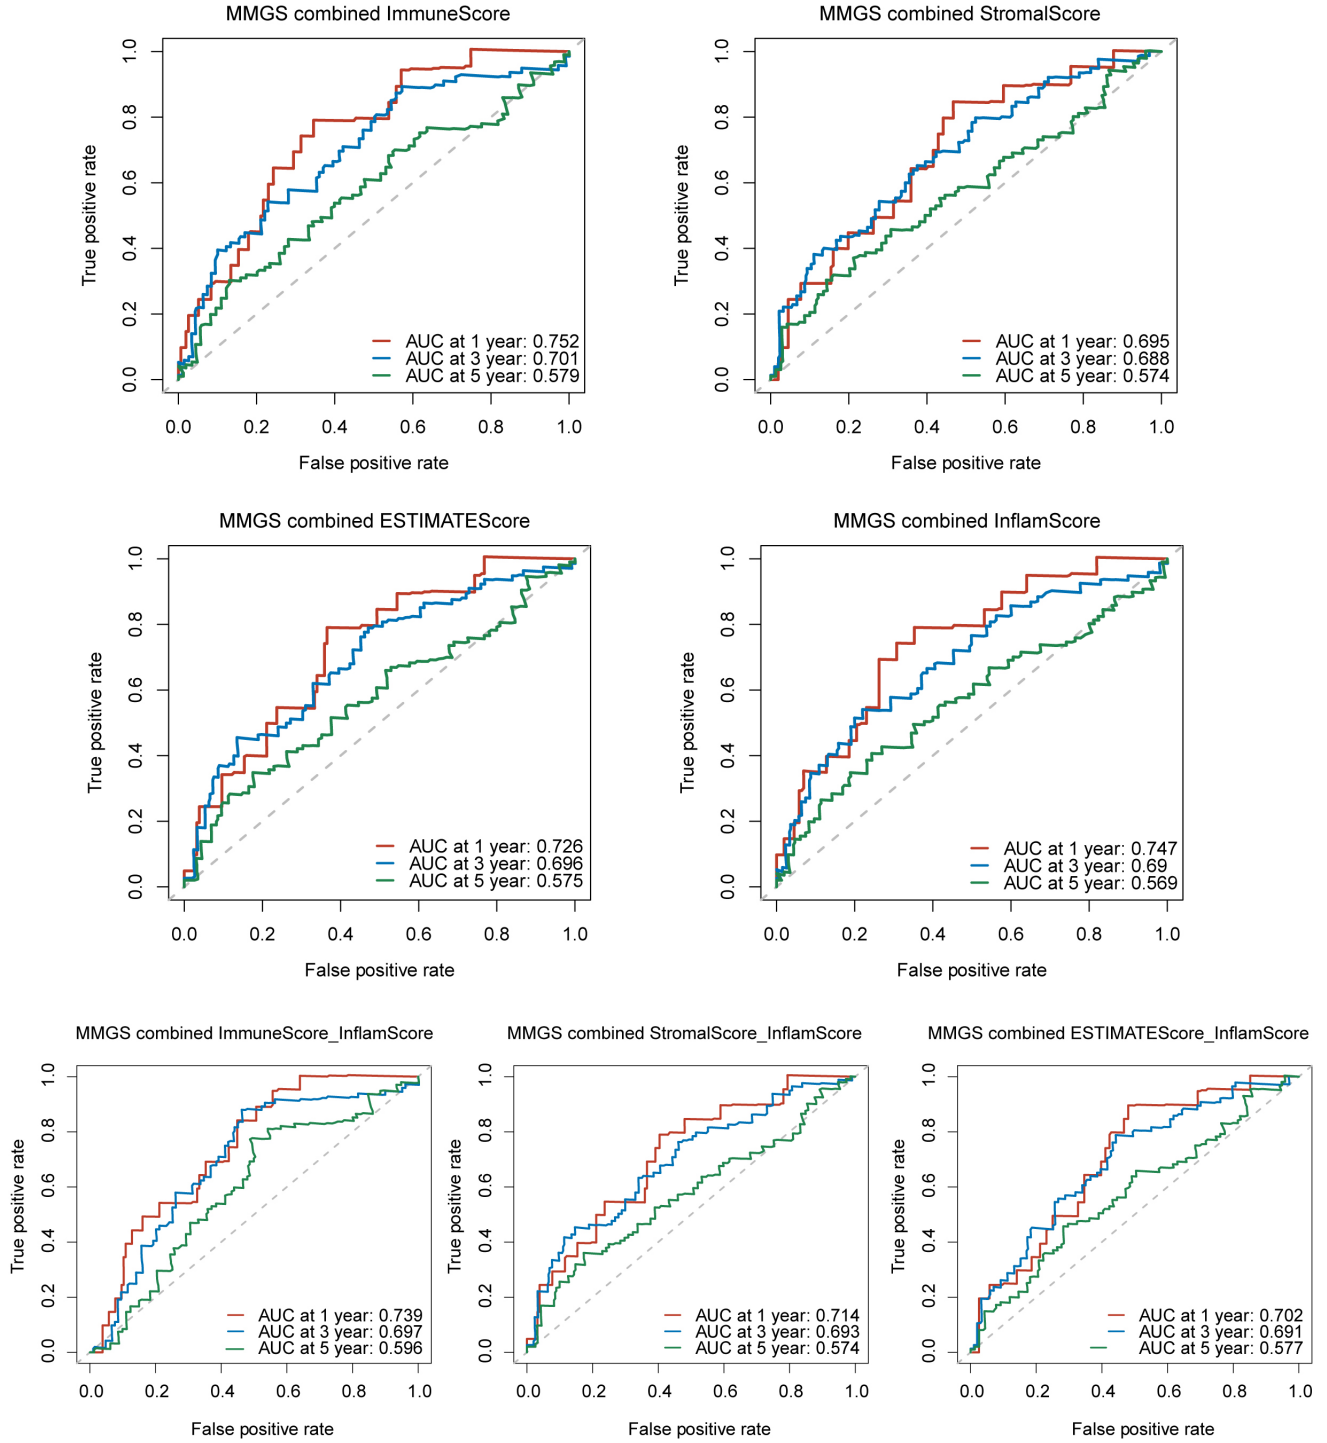 MMGS combined ImmuneScore
True positive rate
1.0
0.8
0.6
0.4
0.2
0.0
AUC at 1 year: 0.752
AUC at 3 year: 0.701
AUC at 5 year: 0.579
0.0 0.2 0.4 0.6 0.8 1.0
False positive rate
MMGS combined StromalScore
True positive rate
1.0
0.8
0.6
0.4
0.2
0.0
AUC at 1 year: 0.695
AUC at 3 year: 0.688
AUC at 5 year: 0.574
0.0 0.2 0.4 0.6 0.8 1.0
False positive rate
MMGS combined ESTIMATEScore
True positive rate
1.0
0.8
0.6
0.4
0.2
0.0
AUC at 1 year: 0.726
AUC at 3 year: 0.696
AUC at 5 year: 0.575
0.0 0.2 0.4 0.6 0.8 1.0
False positive rate
MMGS combined InflamScore
True positive rate
1.0
0.8
0.6
0.4
0.2
0.0
AUC at 1 year: 0.747
AUC at 3 year: 0.69
AUC at 5 year: 0.569
0.0 0.2 0.4 0.6 0.8 1.0
False positive rate
MMGS combined ImmuneScore_InflamScore
True positive rate
1.0
0.8
0.6
0.4
0.2
0.0
AUC at 1 year: 0.739
AUC at 3 year: 0.697
AUC at 5 year: 0.596
0.0 0.2 0.4 0.6 0.8 1.0
False positive rate
MMGS combined StromalScore_InflamScore
True positive rate
1.0
0.8
0.6
0.4
0.2
0.0
AUC at 1 year: 0.714
AUC at 3 year: 0.693
AUC at 5 year: 0.574
0.0 0.2 0.4 0.6 0.8 1.0
False positive rate
MMGS combined ESTIMATEScore_InflamScore
True positive rate
1.0
0.8
0.6
0.4
0.2
0.0
AUC at 1 year: 0.702
AUC at 3 year: 0.691
AUC at 5 year: 0.577
0.0 0.2 0.4 0.6 0.8 1.0
False positive rate